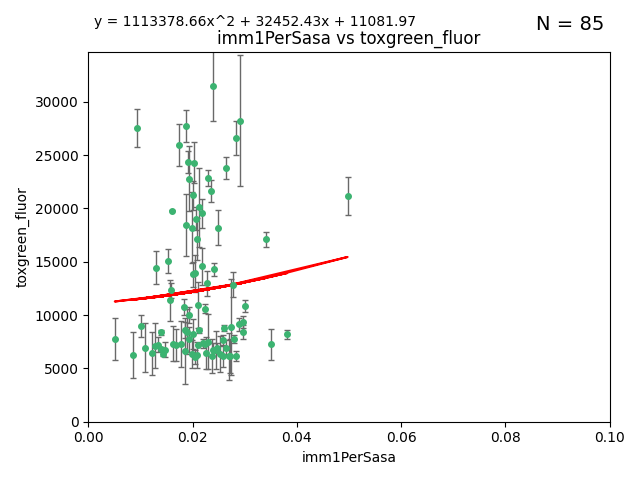 y = 1113378.66x^2 + 32452.43x + 11081.97
N = 85
imm1PerSasa vs toxgreen_fluor
30000
25000
20000
15000
10000
5000
0
toxgreen_fluor
0.00 0.02 0.04 0.06 0.08 0.10
imm1PerSasa